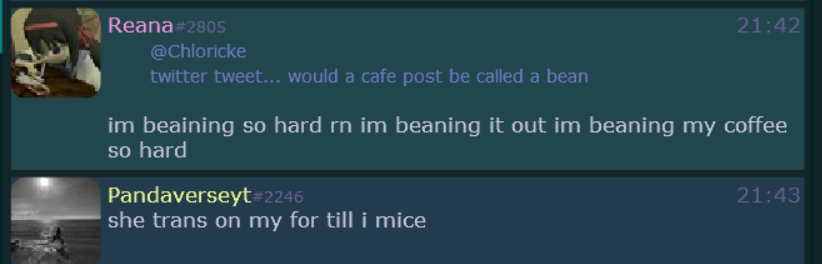 Reana#2805 21:42
@Chloricke
twitter tweet... would a cafe post be called a bean
im beaining so hard rn im beaning it out im beaning my coffee
so hard
Pandaverseyt#2246 21:43
she trans on my for till i mice